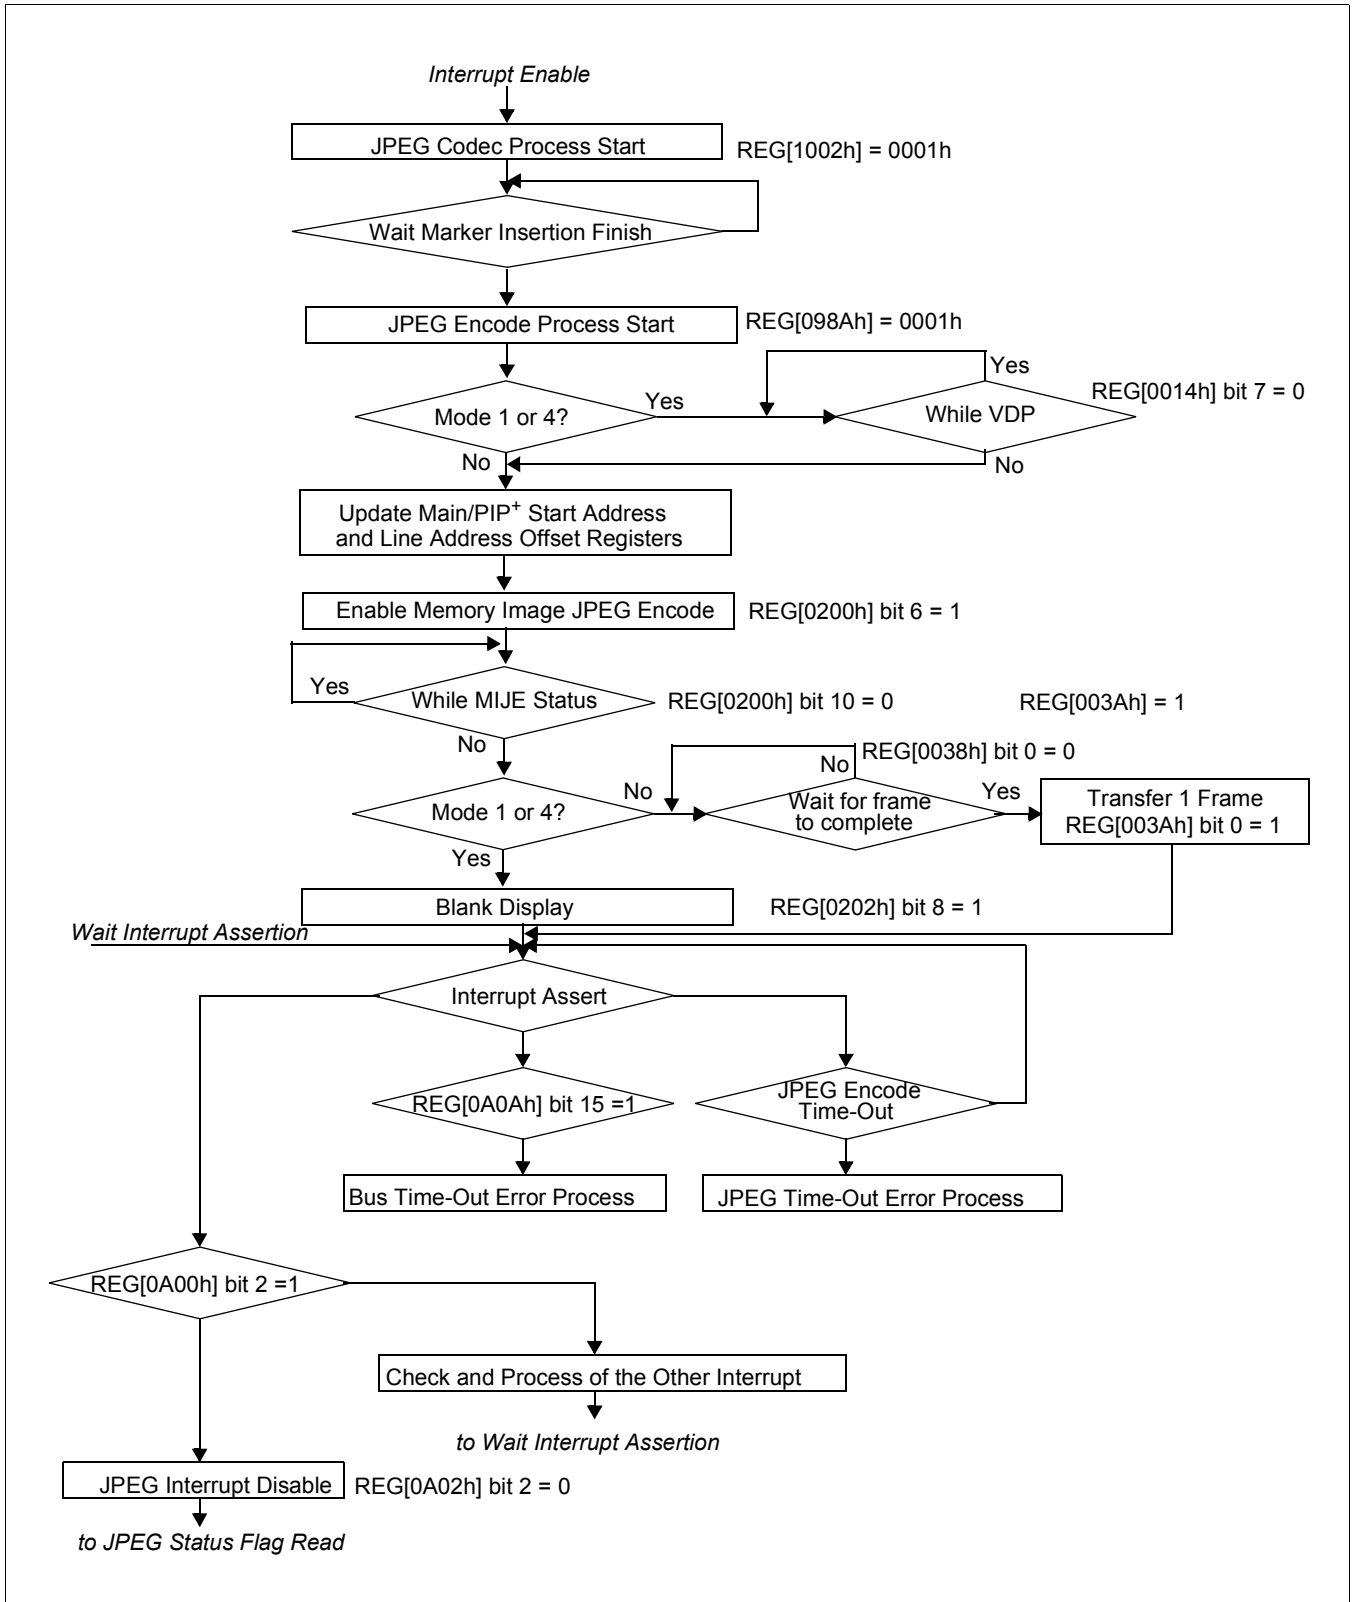 Interrupt Enable
JPEG Codec Process Start
REG[1002h] = 0001h
Wait Marker Insertion Finish
JPEG Encode Process Start
REG[098Ah] = 0001h
Yes
REG[0014h] bit 7 = 0
Mode 1 or 4?
Yes
While VDP
No
No
Update Main/PIP+ Start Address
and Line Address Offset Registers
Enable Memory Image JPEG Encode
REG[0200h] bit 6 = 1
Yes
While MIJE Status
REG[0200h] bit 10 = 0
REG[003Ah] = 1
No
REG[0038h] bit 0 = 0
No
Mode 1 or 4?
No
Wait for frame
to complete
Yes
Transfer 1 Frame
REG[003Ah] bit 0 = 1
Yes
Blank Display
REG[0202h] bit 8 = 1
Wait Interrupt Assertion
Interrupt Assert
REG[0A0Ah] bit 15 =1
JPEG Encode
Time-Out
Bus Time-Out Error Process
JPEG Time-Out Error Process
REG[0A00h] bit 2 =1
Check and Process of the Other Interrupt
to Wait Interrupt Assertion
JPEG Interrupt Disable
REG[0A02h] bit 2 = 0
to JPEG Status Flag Read